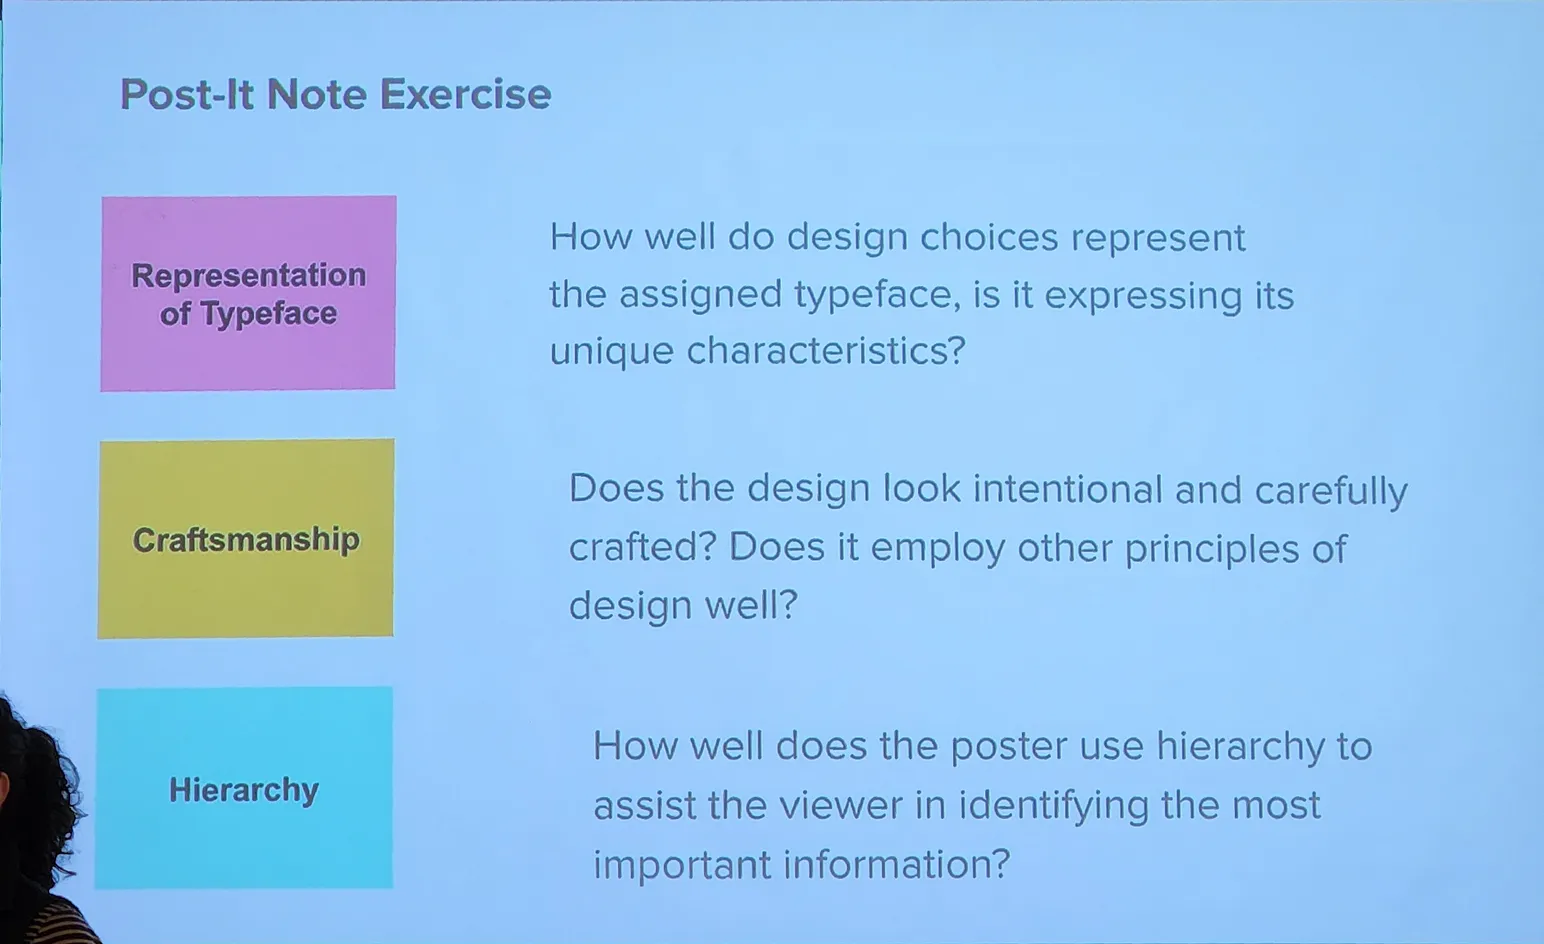 Post-It Note Exercise
Representation
of Typeface
How well do design choices represent
the assigned typeface, is it expressing its
unique characteristics?
Craftsmanship
Does the design look intentional and carefully
crafted? Does it employ other principles of
design well?
Hierarchy
How well does the poster use hierarchy to
assist the viewer in identifying the most
important information?